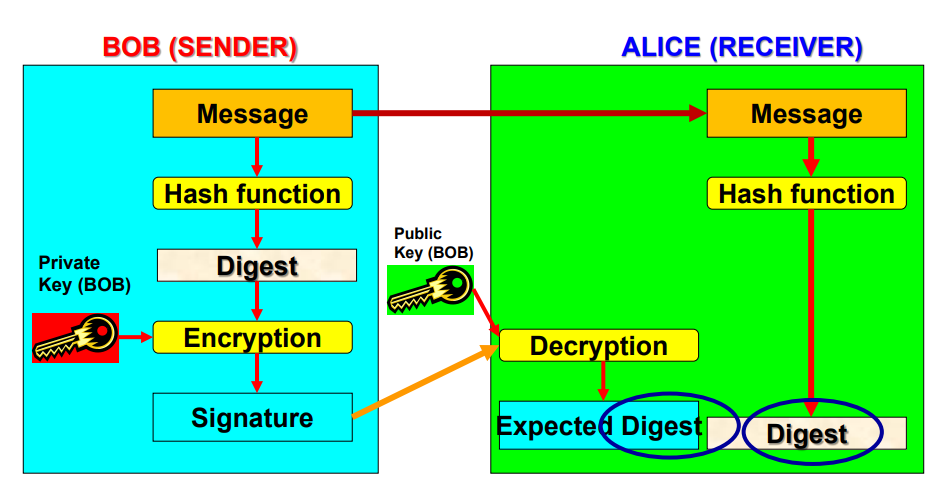 BOB (SENDER)
ALICE (RECEIVER)
Message
Hash function
Digest
Private
Key (BOB)
Encryption
Signature
Public
Key (BOB)
Message
Hash function
Decryption
Expected Digest
Digest